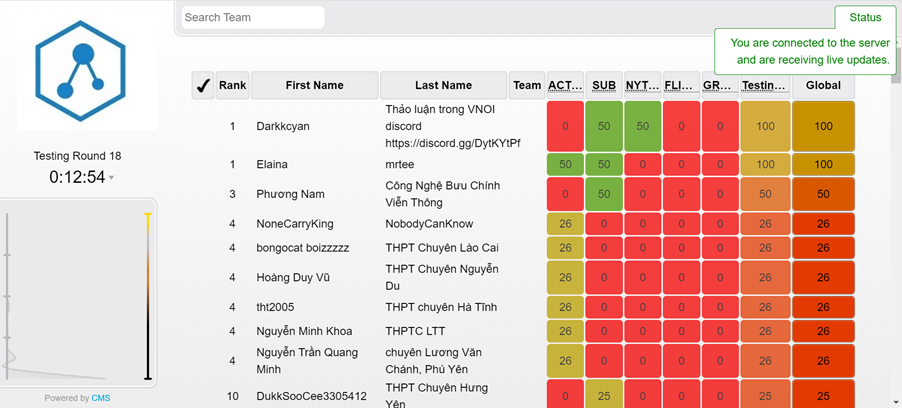 Search Team
Status
You are connected to the server
and are receiving live updates.
Testing Round 18
0:12:54
Powered by CMS
✔ Rank First Name Last Name Team ACT... SUB NYT... FLI... GR... Testin... Global
Thảo luận trong VNOI
1 Darkkcyan discord 0 50 50 0 0 100 100
https://discord.gg/DytKYtPf
1 Elaina mrtee 50 50 0 0 0 100 100
3 Phương Nam Công Nghệ Bưu Chính 0 50 0 0 0 50 50
Viễn Thông
4 NoneCarryKing NobodyCanKnow 26 0 0 0 0 26 26
4 bongocat boizzzzz THPT Chuyên Lào Cai 26 0 0 0 0 26 26
4 Hoàng Duy Vũ THPT Chuyên Nguyễn 26 0 0 0 0 26 26
Du
4 tht2005 THPT chuyên Hà Tĩnh 26 0 0 0 0 26 26
4 Nguyễn Minh Khoa THPTC LTT 26 0 0 0 0 26 26
4 Nguyễn Trần Quang chuyên Lương Văn 26 0 0 0 0 26 26
Minh Chánh, Phú Yên
10 DukkSooCee3305412 THPT Chuyên Hưng 0 25 0 0 0 25 25
Yên